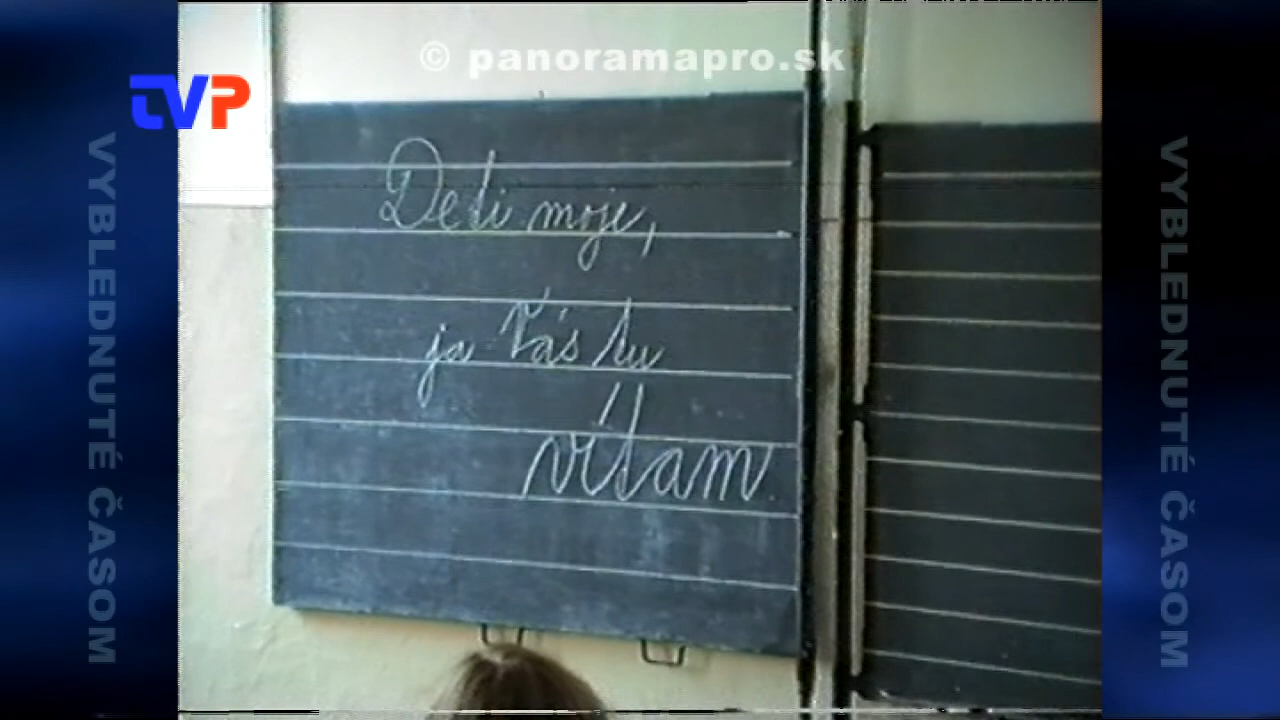 © panoramapro.sk
TVP
VYBLEDNUTÉ ČASOM
Deti moje,
ja Vás tu
vítam
VYBLEDNUTÉ ČASOM